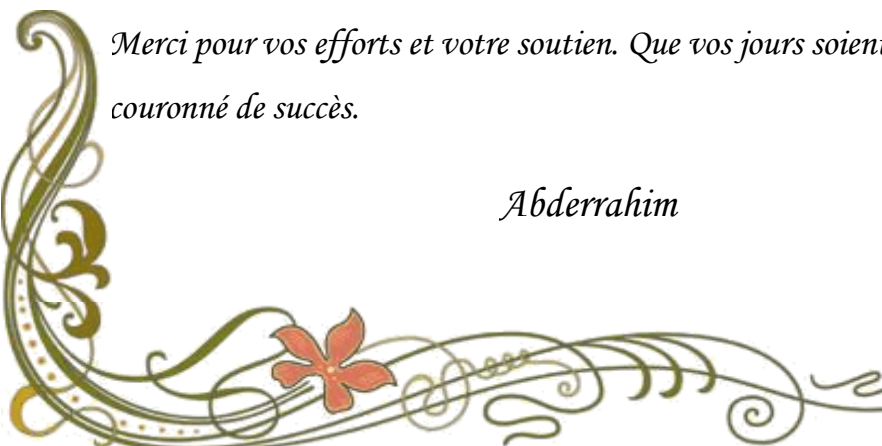 Merci pour vos efforts et votre soutien. Que vos jours soient
couronné de succès.
Abderrahim